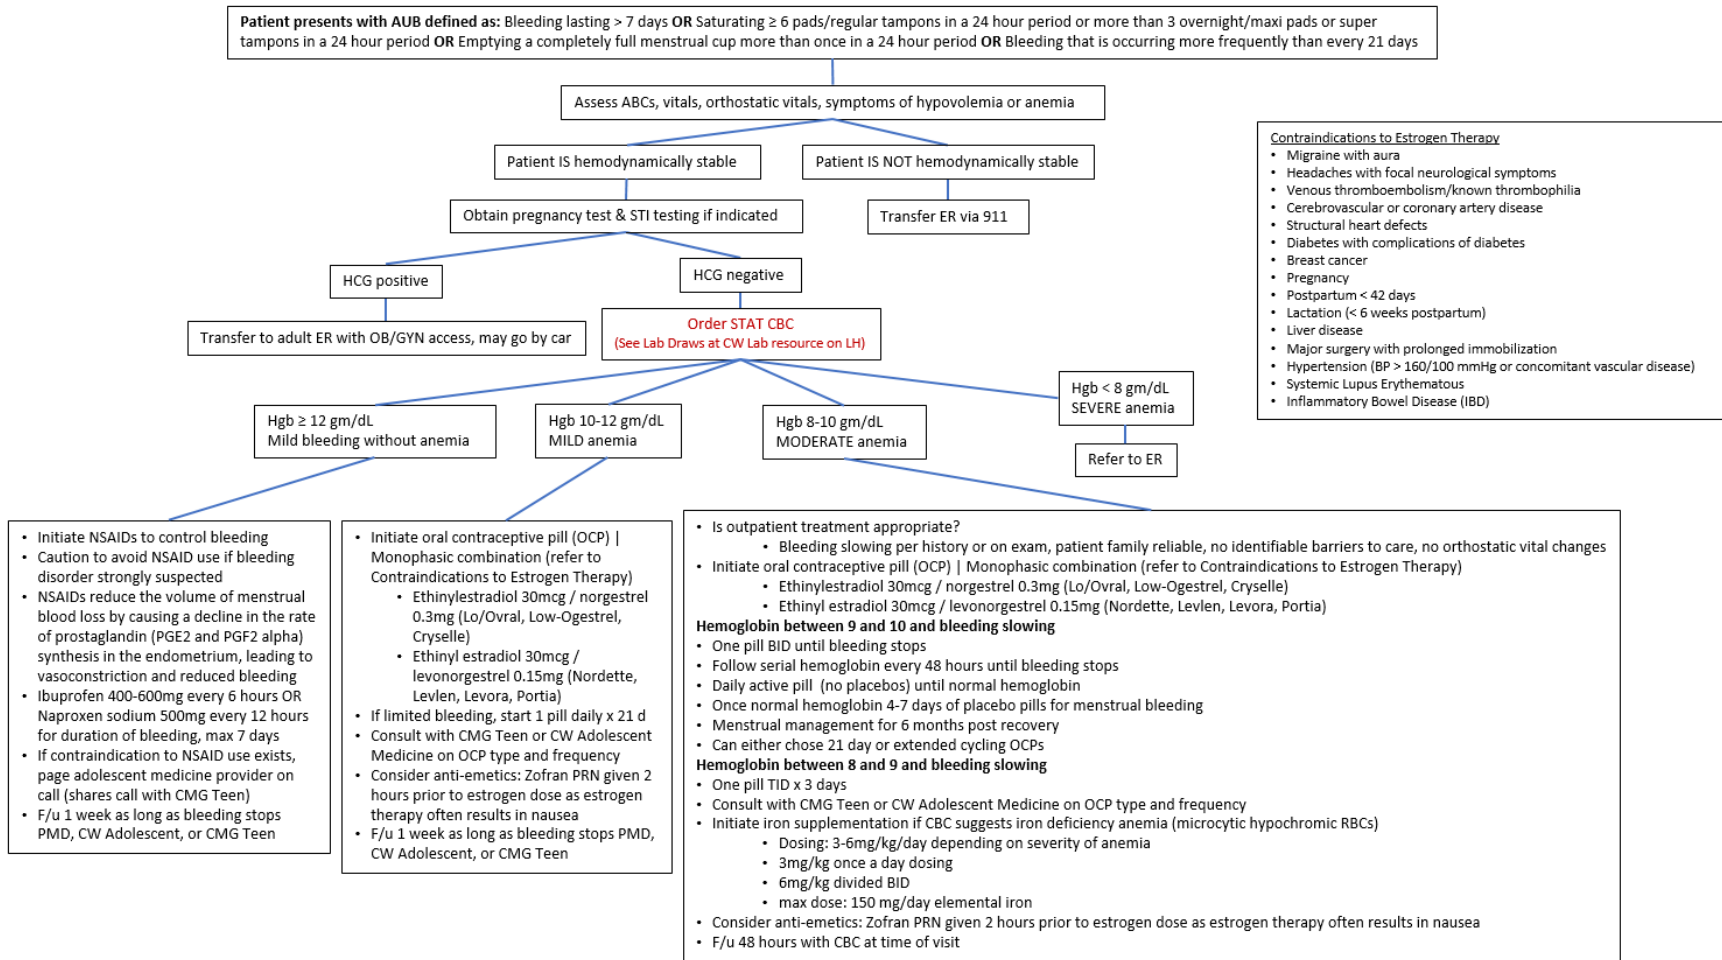 Patient presents with AUB defined as: Bleeding lasting > 7 days OR Saturating ≥ 6 pads/regular tampons in a 24 hour period or more than 3 overnight/maxi pads or super
tampons in a 24 hour period OR Emptying a completely full menstrual cup more than once in a 24 hour period OR Bleeding that is occurring more frequently than every 21 days
Assess ABCs, vitals, orthostatic vitals, symptoms of hypovolemia or anemia
Patient IS hemodynamically stable
Patient IS NOT hemodynamically stable
Obtain pregnancy test & STI testing if indicated
Transfer ER via 911
HCG positive
HCG negative
Transfer to adult ER with OB/GYN access, may go by car
Order STAT CBC
(See Lab Draws at CW Lab resource on LH)
Contraindications to Estrogen Therapy
• Migraine with aura
• Headaches with focal neurological symptoms
• Venous thromboembolism/known thrombophilia
• Cerebrovascular or coronary artery disease
• Structural heart defects
• Diabetes with complications of diabetes
• Breast cancer
• Pregnancy
• Postpartum < 42 days
• Lactation (< 6 weeks postpartum)
• Liver disease
• Major surgery with prolonged immobilization
• Hypertension (BP > 160/100 mmHg or concomitant vascular disease)
• Systemic Lupus Erythematous
• Inflammatory Bowel Disease (IBD)
Hgb ≥ 12 gm/dL
Mild bleeding without anemia
Hgb 10-12 gm/dL
MILD anemia
Hgb 8-10 gm/dL
MODERATE anemia
Hgb < 8 gm/dL
SEVERE anemia
Refer to ER
• Initiate NSAIDs to control bleeding
• Caution to avoid NSAID use if bleeding
disorder strongly suspected
• NSAIDs reduce the volume of menstrual
blood loss by causing a decline in the rate
of prostaglandin (PGE2 and PGF2 alpha)
synthesis in the endometrium, leading to
vasoconstriction and reduced bleeding
• Ibuprofen 400-600mg every 6 hours OR
Naproxen sodium 500mg every 12 hours
for duration of bleeding, max 7 days
• If contraindication to NSAID use exists,
page adolescent medicine provider on
call (shares call with CMG Teen)
• F/u 1 week as long as bleeding stops
PMD, CW Adolescent, or CMG Teen
• Initiate oral contraceptive pill (OCP) |
Monophasic combination (refer to
Contraindications to Estrogen Therapy)
• Ethinylestradiol 30mcg / norgestrel
0.3mg (Lo/Ovral, Low-Ogestrel,
Cryselle)
• Ethinyl estradiol 30mcg /
levonorgestrel 0.15mg (Nordette,
Levlen, Levora, Portia)
• If limited bleeding, start 1 pill daily x 21 d
• Consult with CMG Teen or CW Adolescent
Medicine on OCP type and frequency
• Consider anti-emetics: Zofran PRN given 2
hours prior to estrogen dose as estrogen
therapy often results in nausea
• F/u 1 week as long as bleeding stops PMD,
CW Adolescent, or CMG Teen
• Is outpatient treatment appropriate?
• Bleeding slowing per history or on exam, patient family reliable, no identifiable barriers to care, no orthostatic vital changes
• Initiate oral contraceptive pill (OCP) | Monophasic combination (refer to Contraindications to Estrogen Therapy)
• Ethinylestradiol 30mcg / norgestrel 0.3mg (Lo/Ovral, Low-Ogestrel, Cryselle)
• Ethinyl estradiol 30mcg / levonorgestrel 0.15mg (Nordette, Levlen, Levora, Portia)
Hemoglobin between 9 and 10 and bleeding slowing
• One pill BID until bleeding stops
• Follow serial hemoglobin every 48 hours until bleeding stops
• Daily active pill (no placebos) until normal hemoglobin
• Once normal hemoglobin 4-7 days of placebo pills for menstrual bleeding
• Menstrual management for 6 months post recovery
• Can either chose 21 day or extended cycling OCPs
Hemoglobin between 8 and 9 and bleeding slowing
• One pill TID x 3 days
• Consult with CMG Teen or CW Adolescent Medicine on OCP type and frequency
• Initiate iron supplementation if CBC suggests iron deficiency anemia (microcytic hypochromic RBCs)
• Dosing: 3-6mg/kg/day depending on severity of anemia
• 3mg/kg once a day dosing
• 6mg/kg divided BID
• max dose: 150 mg/day elemental iron
• Consider anti-emetics: Zofran PRN given 2 hours prior to estrogen dose as estrogen therapy often results in nausea
• F/u 48 hours with CBC at time of visit